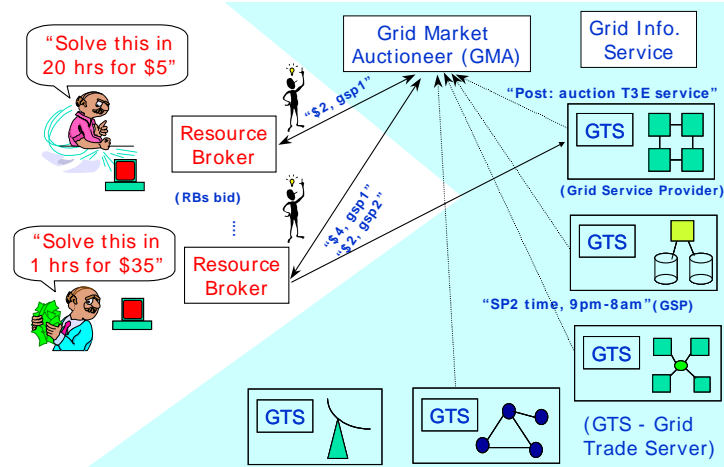 “Solve this in
20 hrs for $5”
Grid Market
Auctioneer (GMA)
Grid Info.
Service
“$2, gsp1”
“Post: auction T3E service”
Resource
Broker
GTS
(RBs bid)
(Grid Service Provider)
.....
“$4, gsp1”
“$2, gsp2”
“Solve this in
1 hrs for $35”
Resource
Broker
GTS
“SP2 time, 9pm-8am”
(GSP)
GTS
GTS
GTS
(GTS - Grid
Trade Server)